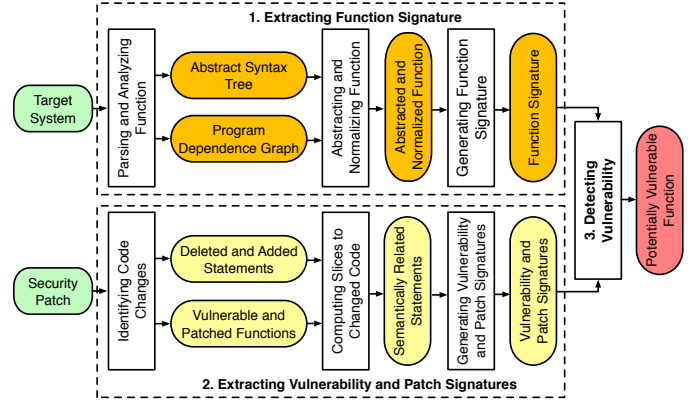 1. Extracting Function Signature
Target
System
Parsing and Analyzing
Function
Abstract Syntax
Tree
Program
Dependence Graph
Abstracting and
Normalizing Function
Abstracted and
Normalized Function
Generating Function
Signature
Function Signature
3. Detecting
Vulnerability
Potentially Vulnerable
Function
Security
Patch
Identifying Code
Changes
Deleted and Added
Statements
Vulnerable and
Patched Functions
Computing Slices to
Changed Code
Semantically Related
Statements
Generating Vulnerability
and Patch Signatures
Vulnerability and
Patch Signatures
2. Extracting Vulnerability and Patch Signatures